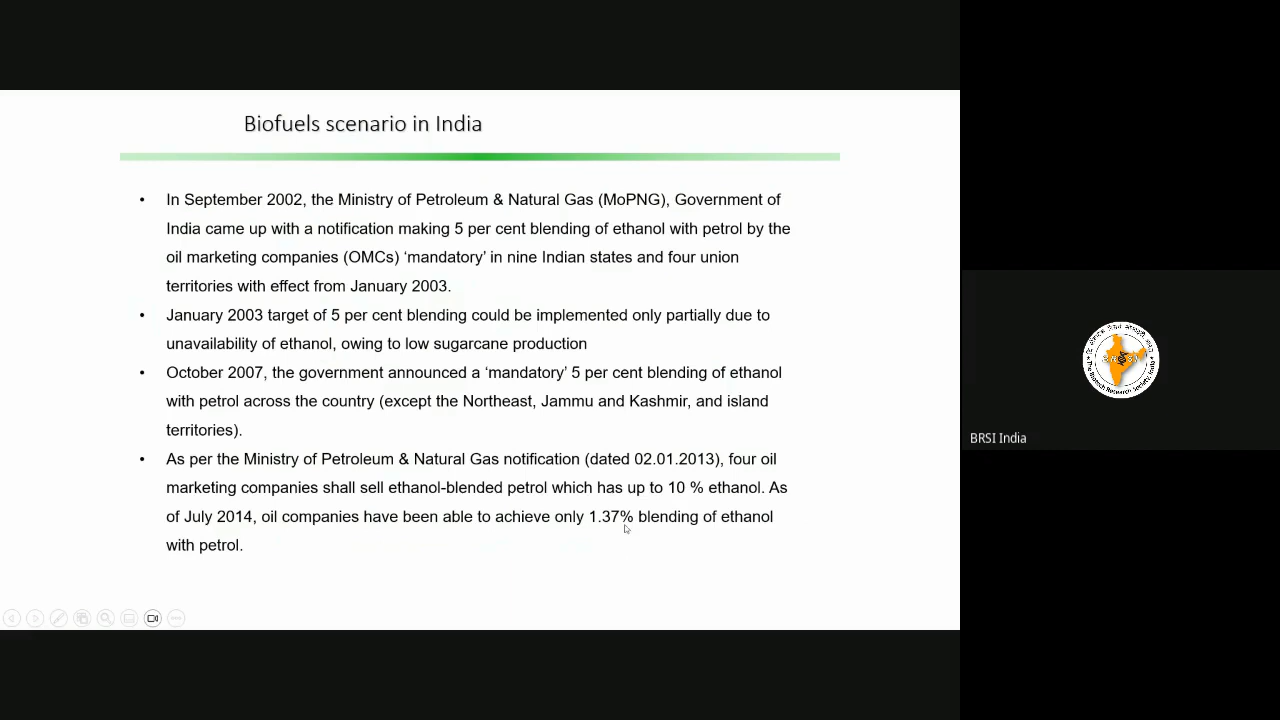 Biofuels scenario in India
• In September 2002, the Ministry of Petroleum & Natural Gas (MoPNG), Government of
India came up with a notification making 5 per cent blending of ethanol with petrol by the
oil marketing companies (OMCs) ‘mandatory’ in nine Indian states and four union
territories with effect from January 2003.
• January 2003 target of 5 per cent blending could be implemented only partially due to
unavailability of ethanol, owing to low sugarcane production
• October 2007, the government announced a ‘mandatory’ 5 per cent blending of ethanol
with petrol across the country (except the Northeast, Jammu and Kashmir, and island
territories).
• As per the Ministry of Petroleum & Natural Gas notification (dated 02.01.2013), four oil
marketing companies shall sell ethanol-blended petrol which has up to 10 % ethanol. As
of July 2014, oil companies have been able to achieve only 1.37% blending of ethanol
with petrol.
The Biotech Research Society, India
BRSI India